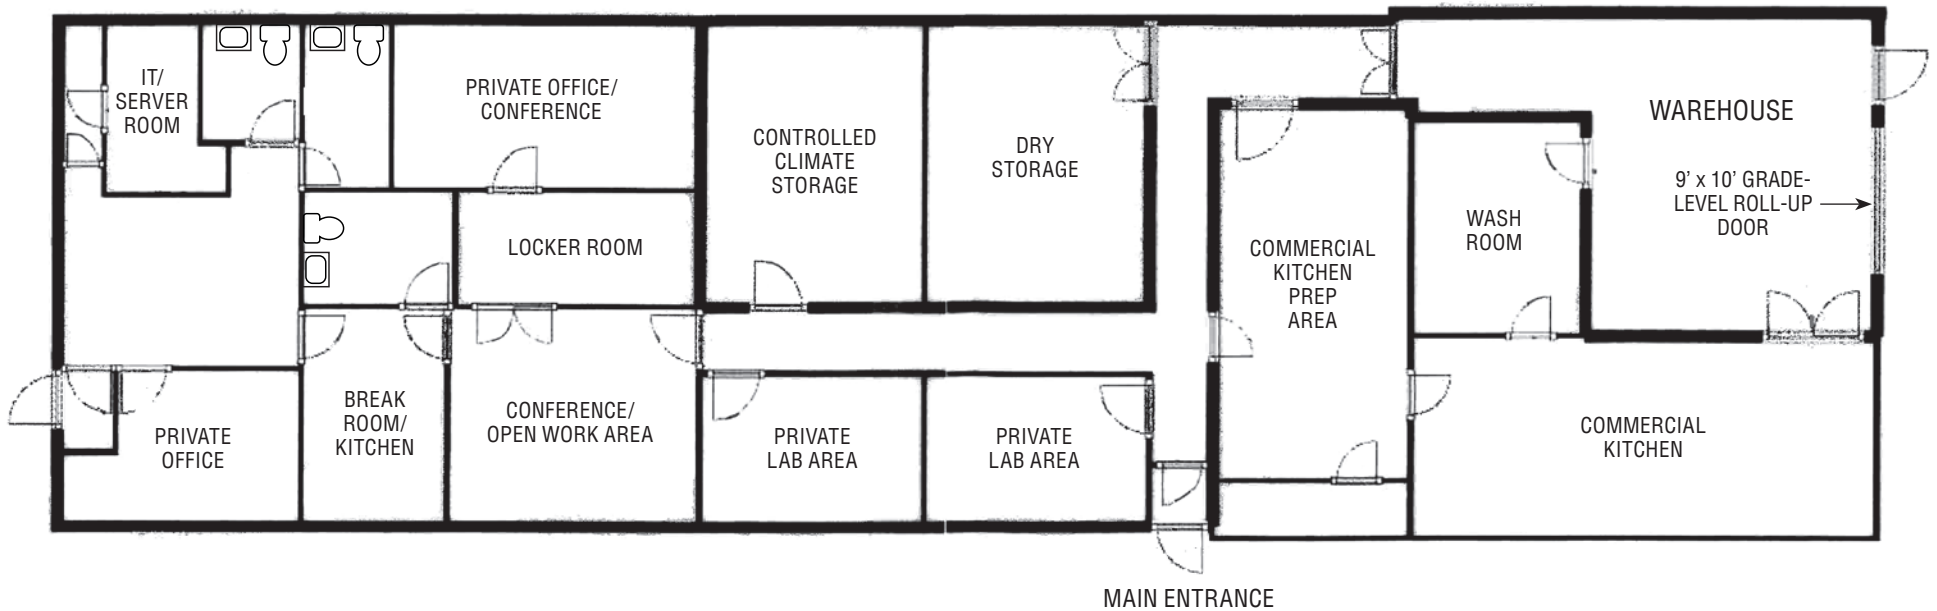 IT/
SERVER
ROOM
PRIVATE OFFICE/
CONFERENCE
CONTROLLED
CLIMATE
STORAGE
DRY
STORAGE
WAREHOUSE
9’ x 10’ GRADE-
LEVEL ROLL-UP
DOOR
WASH
ROOM
LOCKER ROOM
COMMERCIAL
KITCHEN
PREP
AREA
PRIVATE
OFFICE
BREAK
ROOM/
KITCHEN
CONFERENCE/
OPEN WORK AREA
PRIVATE
LAB AREA
PRIVATE
LAB AREA
COMMERCIAL
KITCHEN
MAIN ENTRANCE